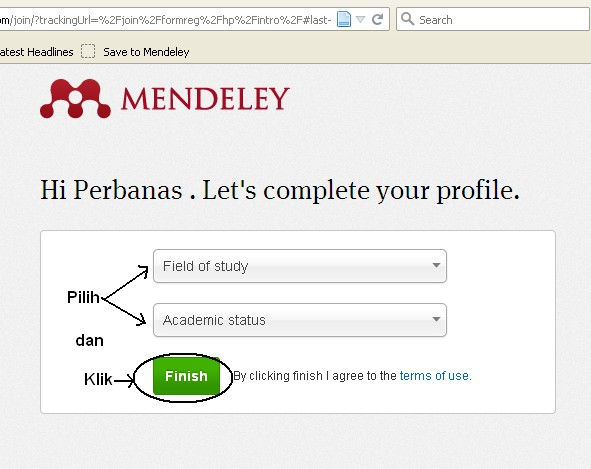 om/join/?trackingUrl=%2Fjoin%2Fformreg%2Fhp%2Fintro%2F#last-
Search
atest Headlines
Save to Mendeley
MENDELEY
Hi Perbanas . Let's complete your profile.
Field of study
Pilih
Academic status
dan
Klik
Finish
By clicking finish I agree to the terms of use.